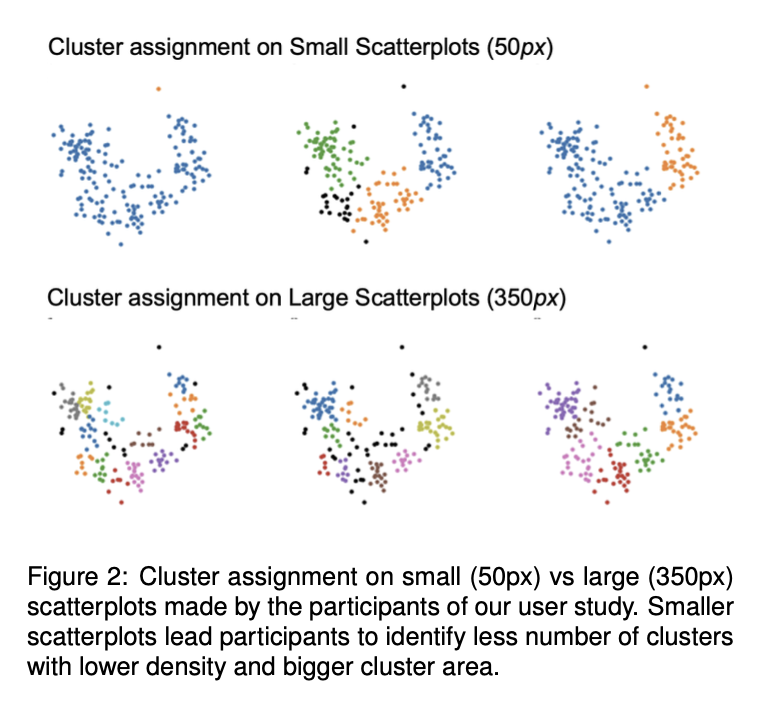 Cluster assignment on Small Scatterplots (50px)
Cluster assignment on Large Scatterplots (350px)
Figure 2: Cluster assignment on small (50px) vs large (350px)
scatterplots made by the participants of our user study. Smaller
scatterplots lead participants to identify less number of clusters
with lower density and bigger cluster area.